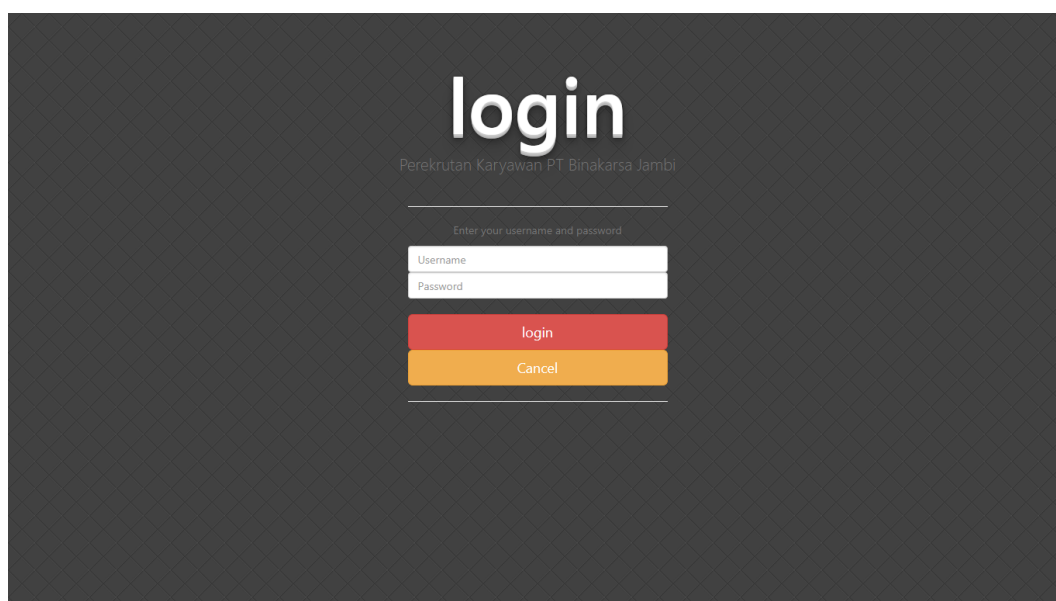 login
Perekrutan Karyawan PT Binakarsa Jambi
Enter your username and password
Username
Password
login
Cancel